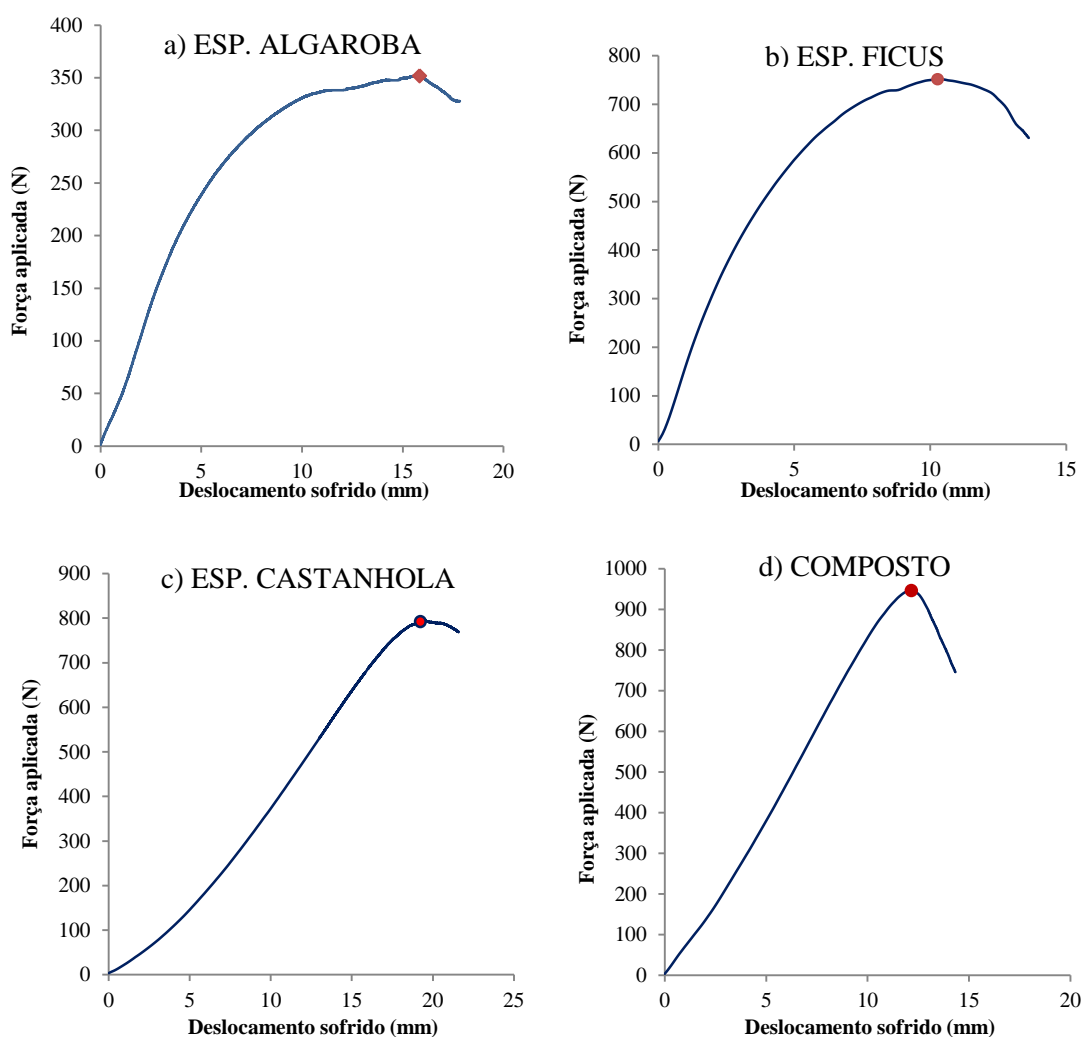 a) ESP. ALGAROBA
Força aplicada (N)
400
350
300
250
200
150
100
50
0
0 5 10 15 20
Deslocamento sofrido (mm)
b) ESP. FICUS
Força aplicada (N)
800
700
600
500
400
300
200
100
0
0 5 10 15
Deslocamento sofrido (mm)
c) ESP. CASTANHOLA
Força aplicada (N)
900
800
700
600
500
400
300
200
100
0
0 5 10 15 20 25
Deslocamento sofrido (mm)
d) COMPOSTO
Força aplicada (N)
1000
900
800
700
600
500
400
300
200
100
0
0 5 10 15 20
Deslocamento sofrido (mm)